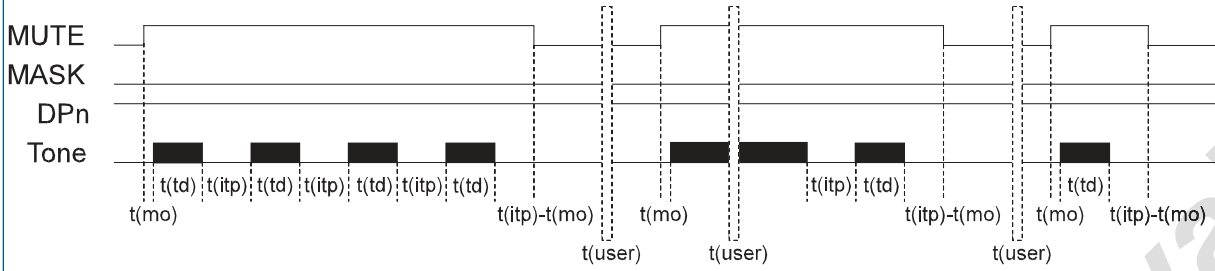 MUTE
MASK
DPn
Tone
t(td) t(itp) t(td) t(itp) t(td) t(itp) t(td) t(itp) t(td) t(td)
t(mo) t(itp)-t(mo) t(mo) t(itp)-t(mo) t(mo) t(itp)-t(mo)
t(user) t(user) t(user)